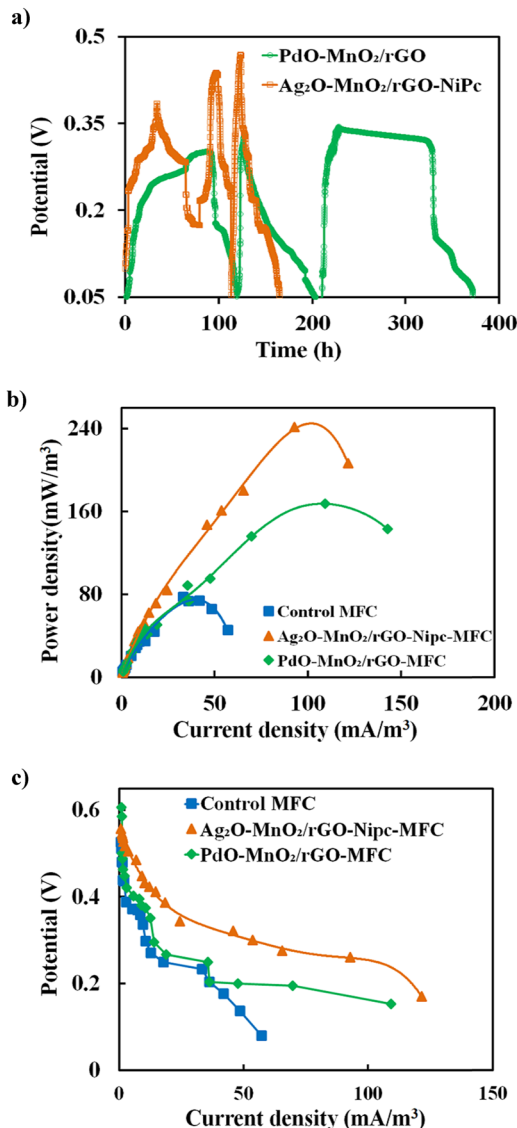 a)
0.5
0.35
0.2
0.05
Potential (V)
PdO-MnO₂/rGO
Ag₂O-MnO₂/rGO-NiPc
0 100 200 300 400
Time (h)
b)
240
160
80
0
Power density(mW/m³)
Control MFC
Ag₂O-MnO₂/rGO-Nipc-MFC
PdO-MnO₂/rGO-MFC
0 50 100 150 200
Current density (mA/m³)
c)
0.6
0.4
0.2
0
Potential (V)
Control MFC
Ag₂O-MnO₂/rGO-Nipc-MFC
PdO-MnO₂/rGO-MFC
0 50 100 150
Current density (mA/m³)